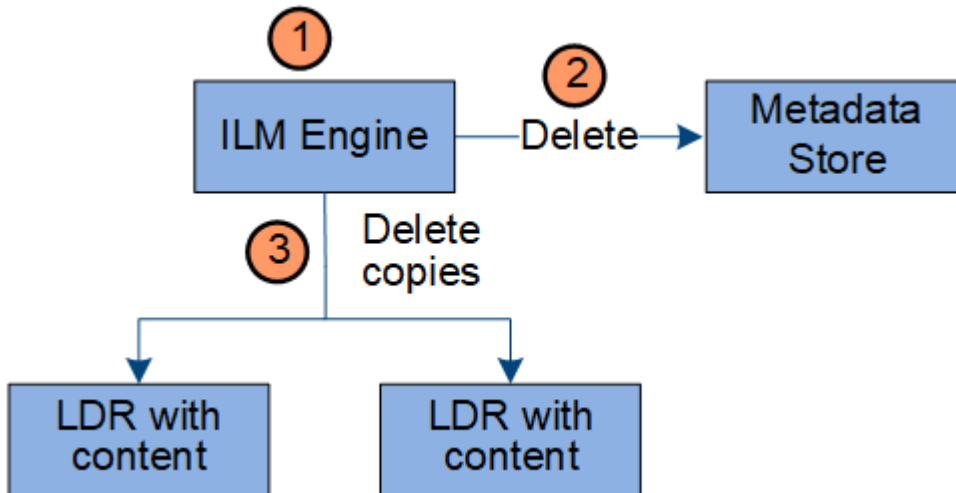 1
2
ILM Engine
Delete
Metadata
Store
3
Delete
copies
LDR with
content
LDR with
content